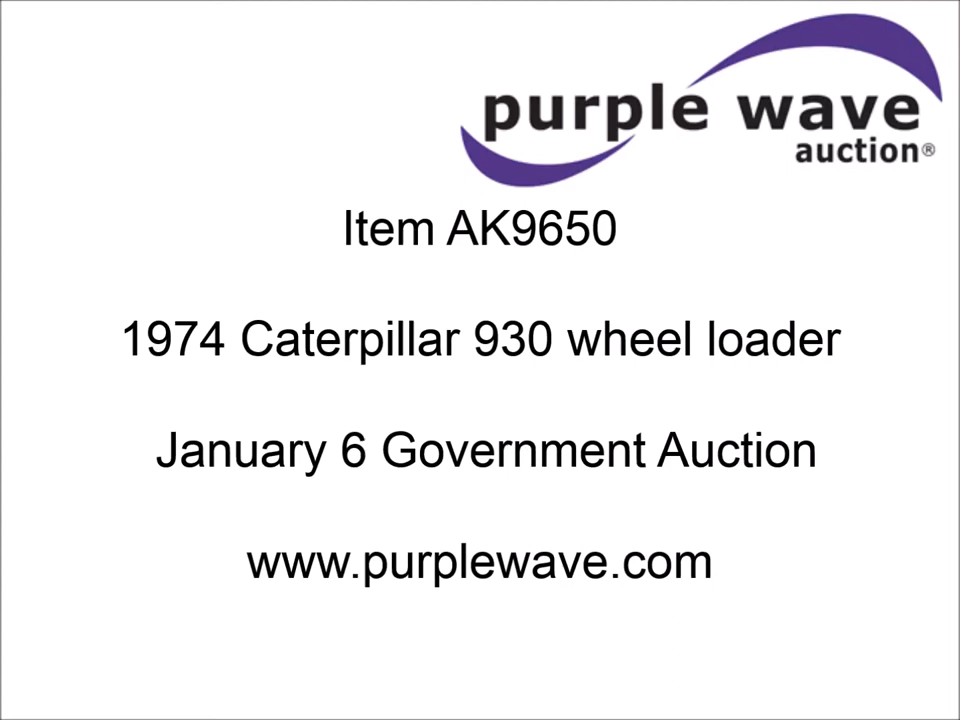 purple wave
auction®
Item AK9650
1974 Caterpillar 930 wheel loader
January 6 Government Auction
www.purplewave.com